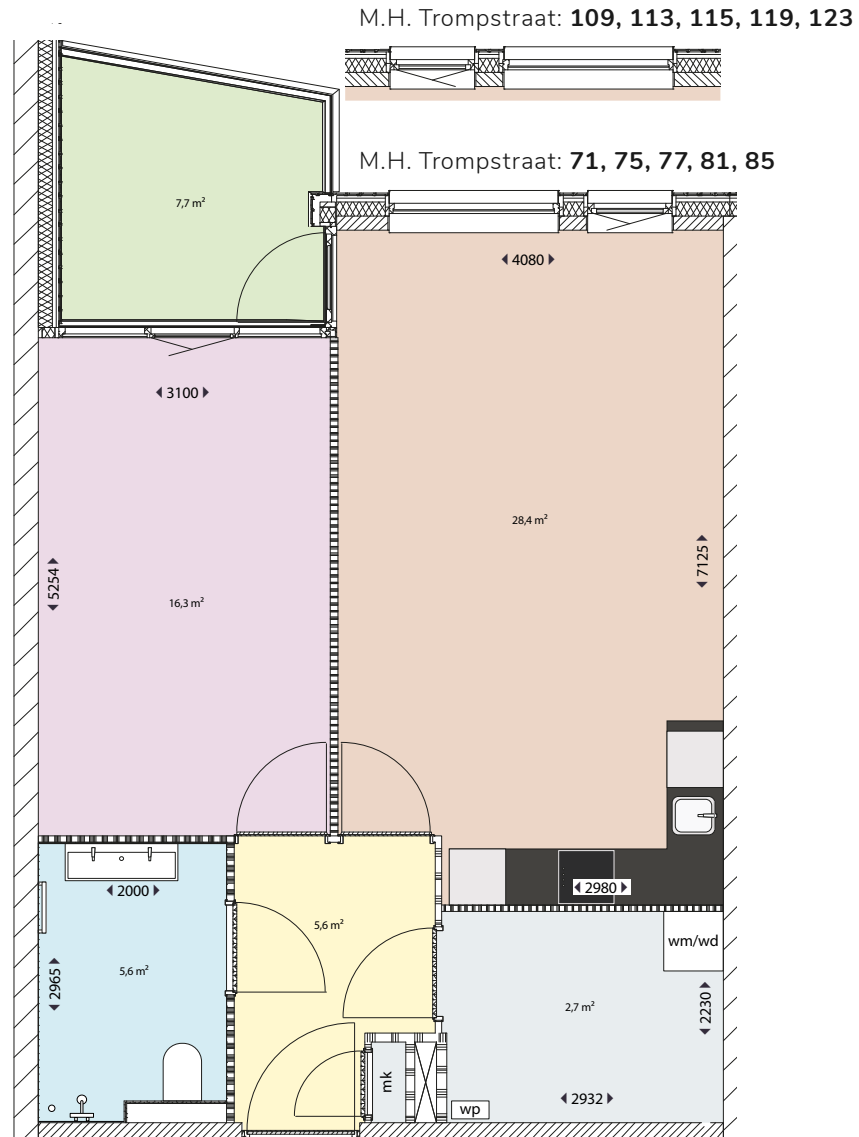 M.H. Trompstraat: 109, 113, 115, 119, 123
M.H. Trompstraat: 71, 75, 77, 81, 85
7,7 m²
4080
3100
28,4 m²
7125
5254
16,3 m²
2980
2000
5,6 m²
wm/wd
5,6 m²
2965
2,7 m²
2230
mk
wp
2932